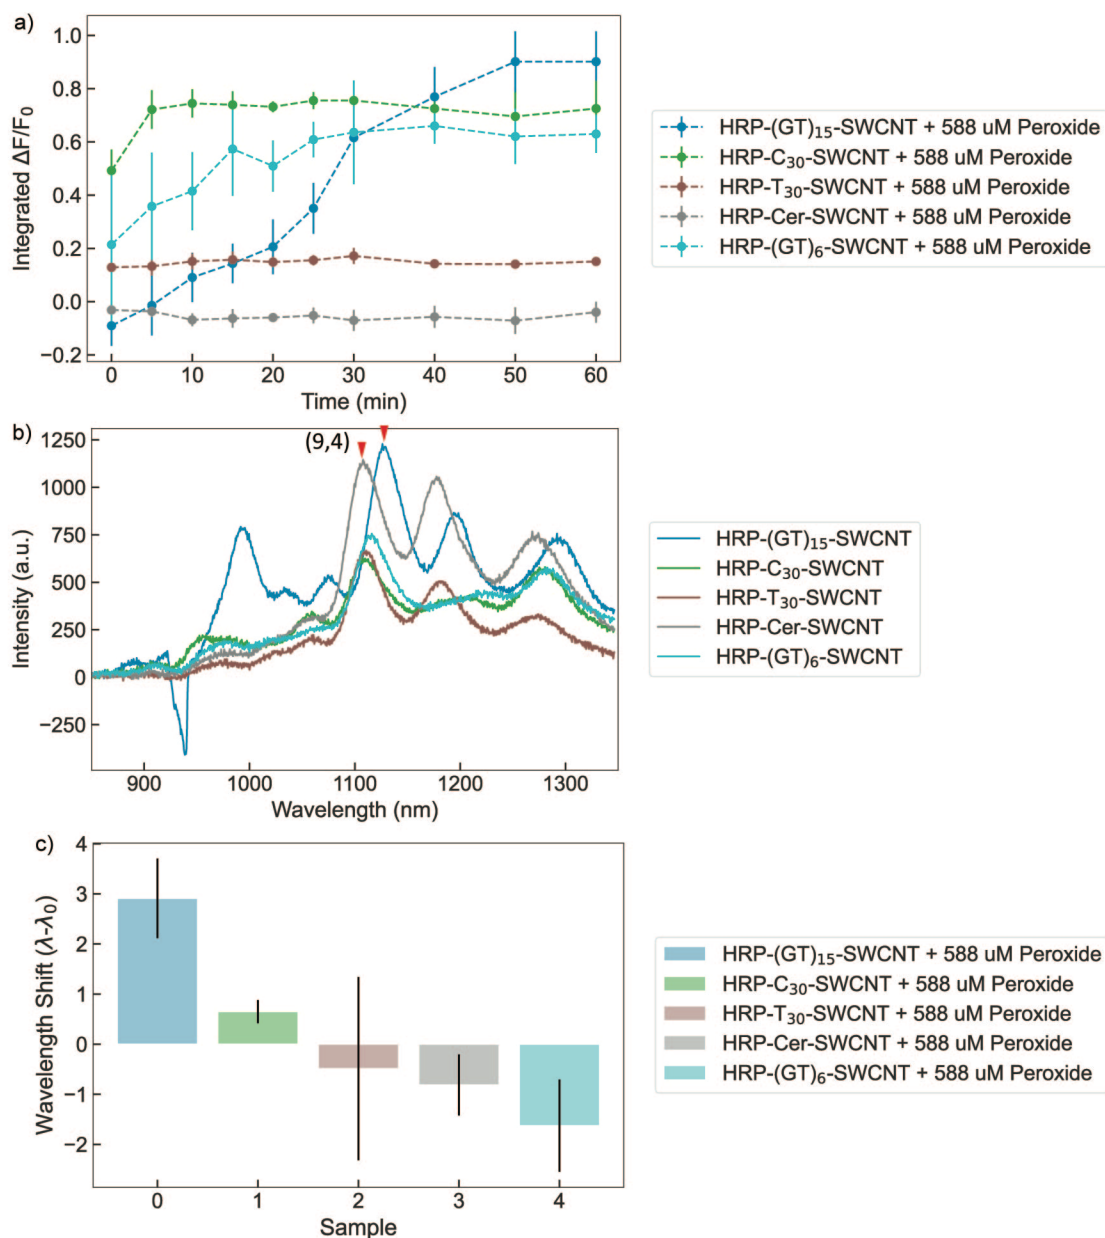 a)
1.0
0.8
0.6
0.4
0.2
0.0
−0.2
Integrated ΔF/F₀
0 10 20 30 40 50 60
Time (min)
HRP-(GT)₁₅-SWCNT + 588 uM Peroxide
HRP-C₃₀-SWCNT + 588 uM Peroxide
HRP-T₃₀-SWCNT + 588 uM Peroxide
HRP-Cer-SWCNT + 588 uM Peroxide
HRP-(GT)₆-SWCNT + 588 uM Peroxide
b)
(9,4)
1250
1000
750
500
250
0
−250
Intensity (a.u.)
900 1000 1100 1200 1300
Wavelength (nm)
HRP-(GT)₁₅-SWCNT
HRP-C₃₀-SWCNT
HRP-T₃₀-SWCNT
HRP-Cer-SWCNT
HRP-(GT)₆-SWCNT
c)
4
3
2
1
0
−1
−2
Wavelength Shift (λ-λ₀)
0 1 2 3 4
Sample
HRP-(GT)₁₅-SWCNT + 588 uM Peroxide
HRP-C₃₀-SWCNT + 588 uM Peroxide
HRP-T₃₀-SWCNT + 588 uM Peroxide
HRP-Cer-SWCNT + 588 uM Peroxide
HRP-(GT)₆-SWCNT + 588 uM Peroxide